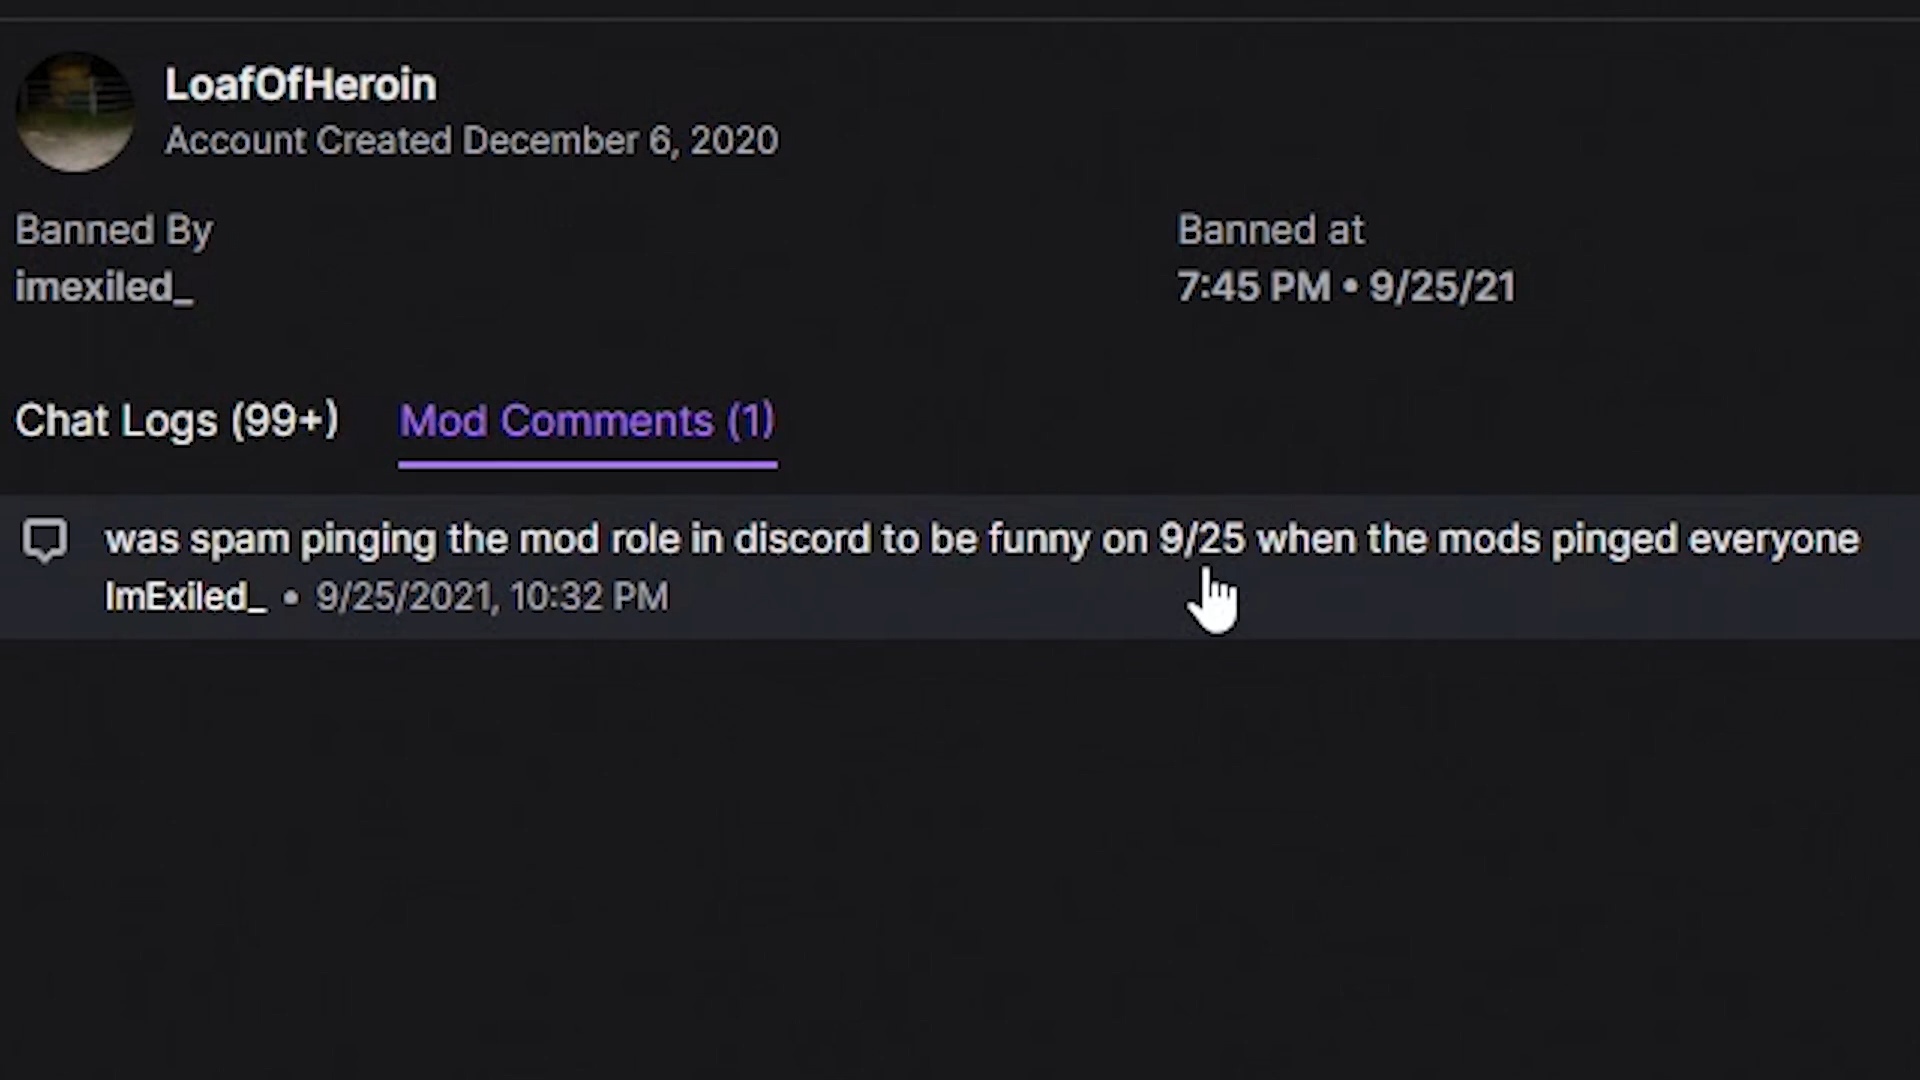 LoafOfHeroin
Account Created December 6, 2020
Banned By
imexiled_
Banned at
7:45 PM • 9/25/21
Chat Logs (99+)
Mod Comments (1)
was spam pinging the mod role in discord to be funny on 9/25 when the mods pinged everyone
ImExiled_ • 9/25/2021, 10:32 PM